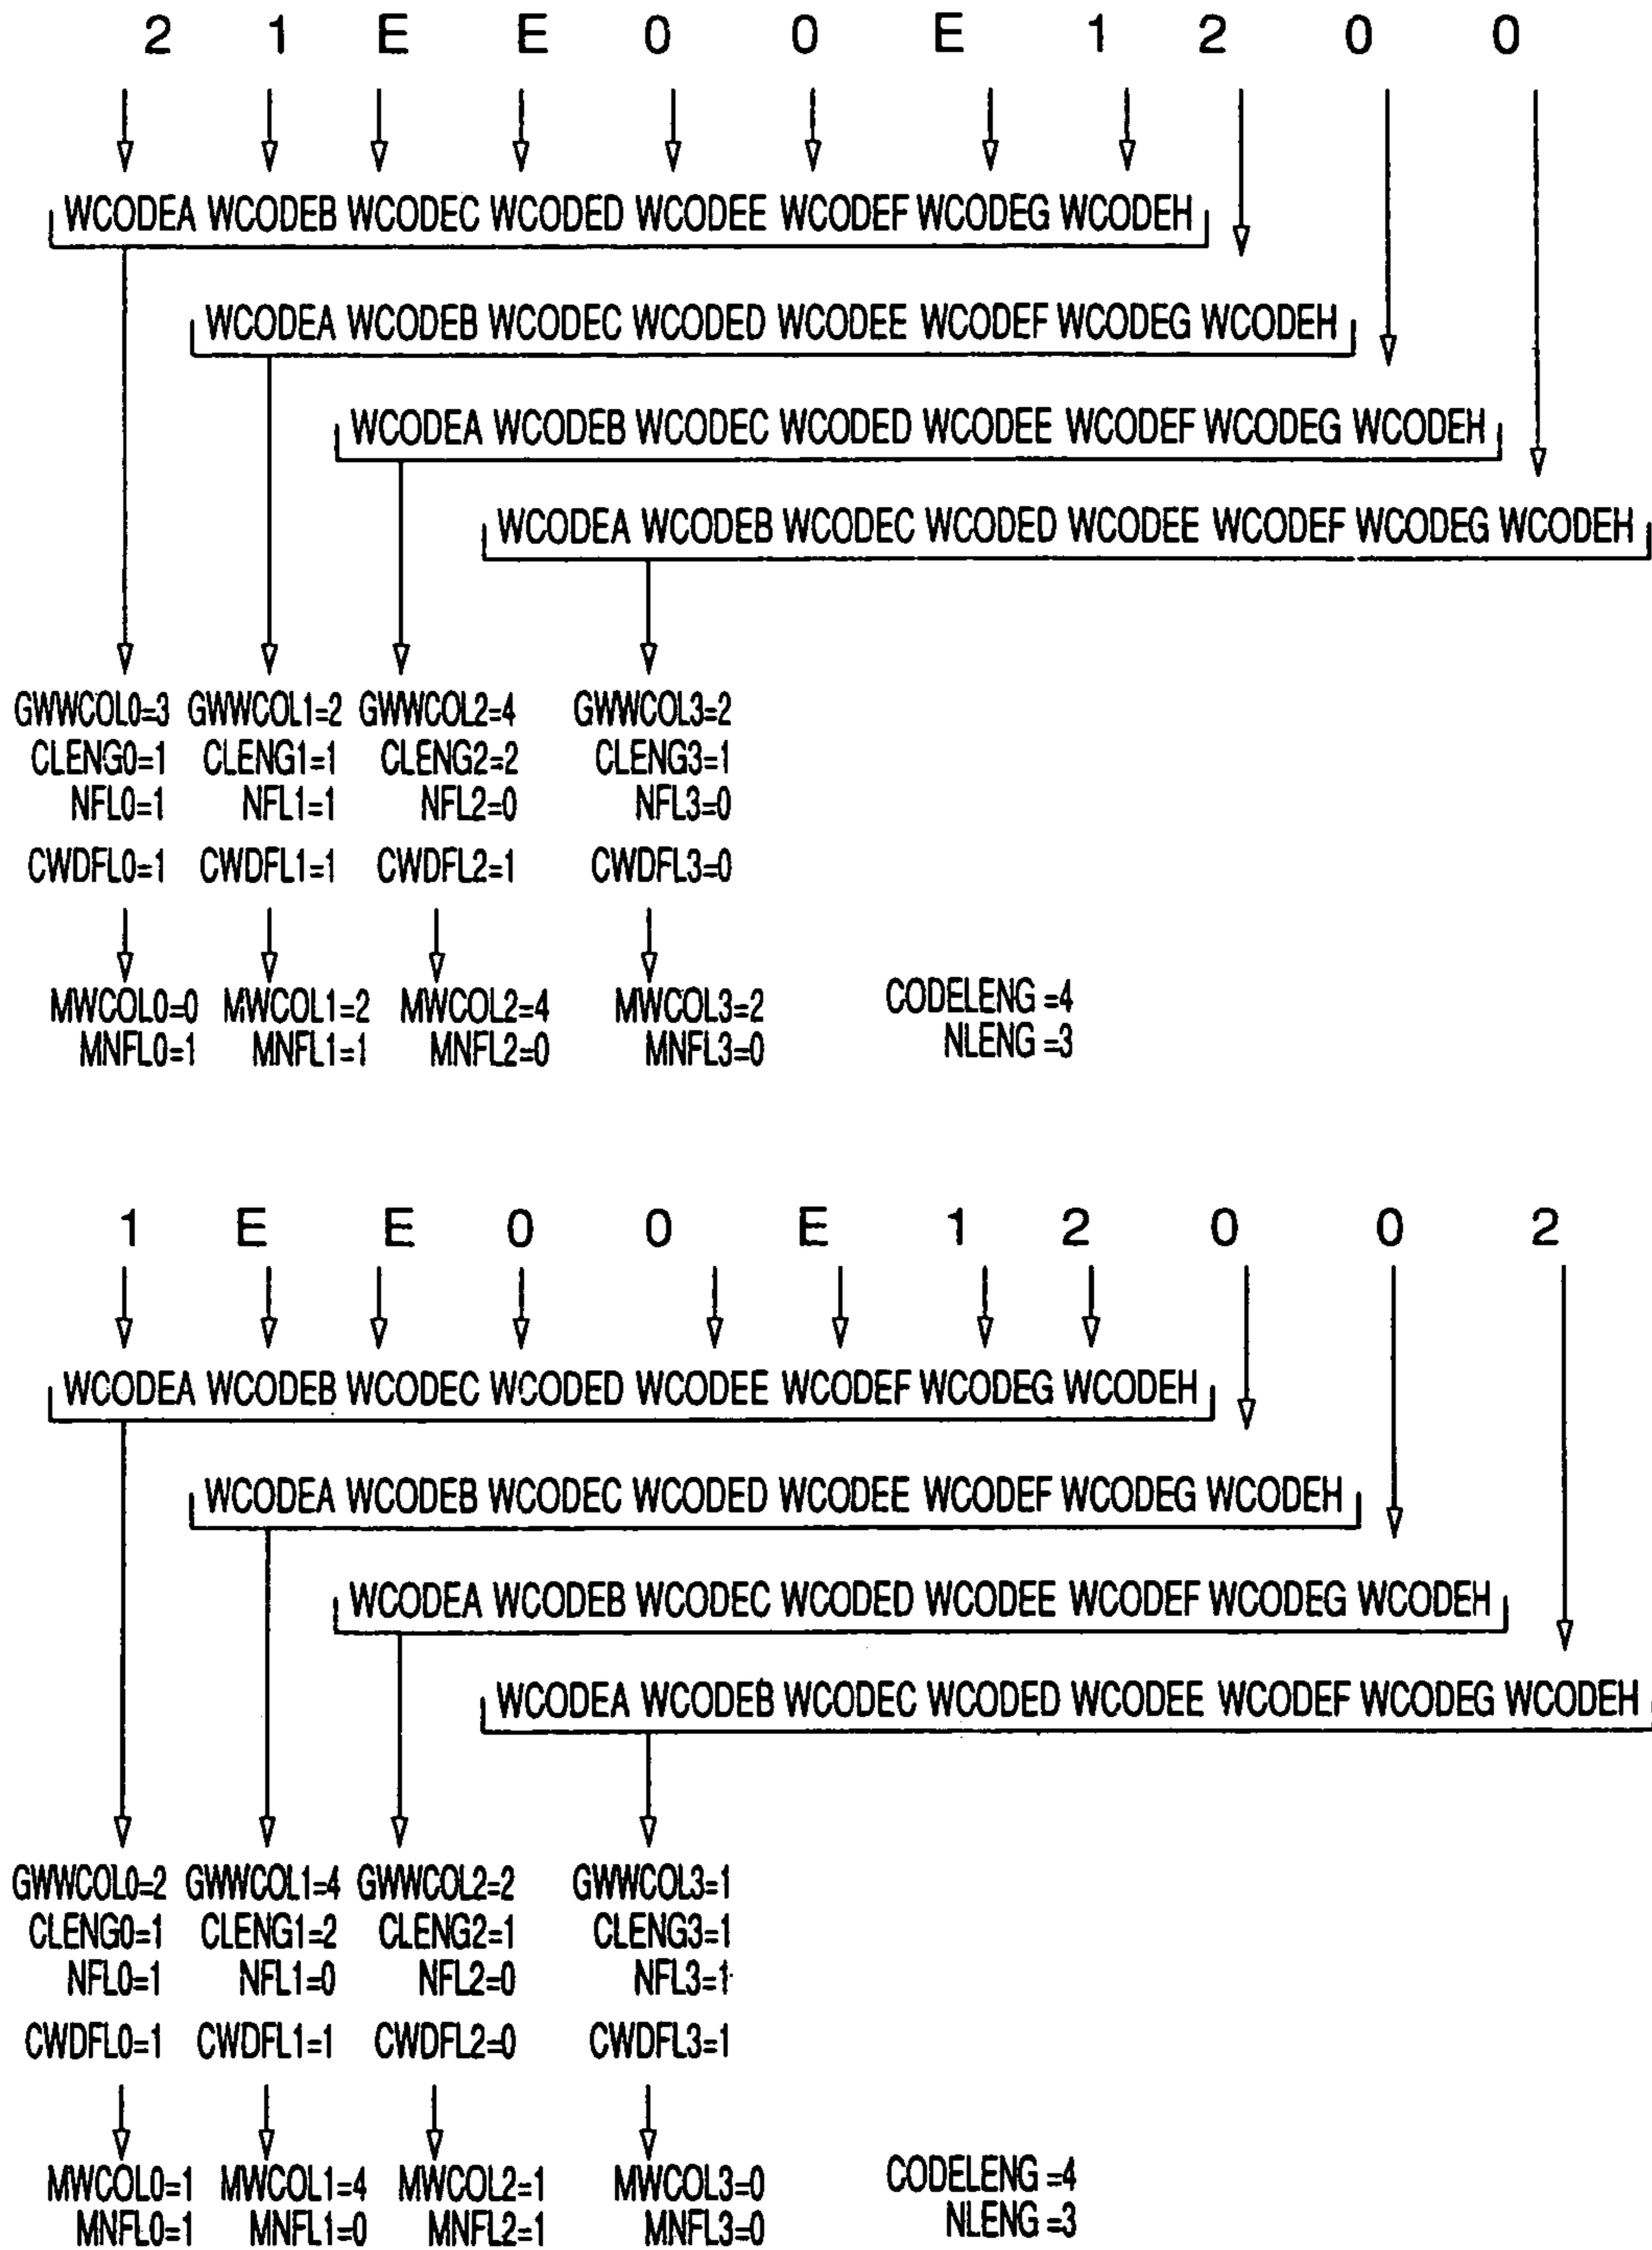 2 1 E E 0 0 E 1 2 0 0
WCODEA WCODEB WCODEC WCODED WCODEE WCODEF WCODEG WCODEH
WCODEA WCODEB WCODEC WCODED WCODEE WCODEF WCODEG WCODEH
WCODEA WCODEB WCODEC WCODED WCODEE WCODEF WCODEG WCODEH
WCODEA WCODEB WCODEC WCODED WCODEE WCODEF WCODEG WCODEH
GWWCOL0=3 GWWCOL1=2 GWWCOL2=4 GWWCOL3=2
CLENG0=1 CLENG1=1 CLENG2=2 CLENG3=1
NFL0=1 NFL1=1 NFL2=0 NFL3=0
CWDFL0=1 CWDFL1=1 CWDFL2=1 CWDFL3=0
MWCOL0=0 MWCOL1=2 MWCOL2=4 MWCOL3=2 CODELENG =4
MNFL0=1 MNFL1=1 MNFL2=0 MNFL3=0 NLENG =3
1 E E 0 0 E 1 2 0 0 2
WCODEA WCODEB WCODEC WCODED WCODEE WCODEF WCODEG WCODEH
WCODEA WCODEB WCODEC WCODED WCODEE WCODEF WCODEG WCODEH
WCODEA WCODEB WCODEC WCODED WCODEE WCODEF WCODEG WCODEH
WCODEA WCODEB WCODEC WCODED WCODEE WCODEF WCODEG WCODEH
GWWCOL0=2 GWWCOL1=4 GWWCOL2=2 GWWCOL3=1
CLENG0=1 CLENG1=2 CLENG2=1 CLENG3=1
NFL0=1 NFL1=0 NFL2=0 NFL3=1
CWDFL0=1 CWDFL1=1 CWDFL2=0 CWDFL3=1
MWCOL0=1 MWCOL1=4 MWCOL2=1 MWCOL3=0 CODELENG =4
MNFL0=1 MNFL1=0 MNFL2=1 MNFL3=0 NLENG =3